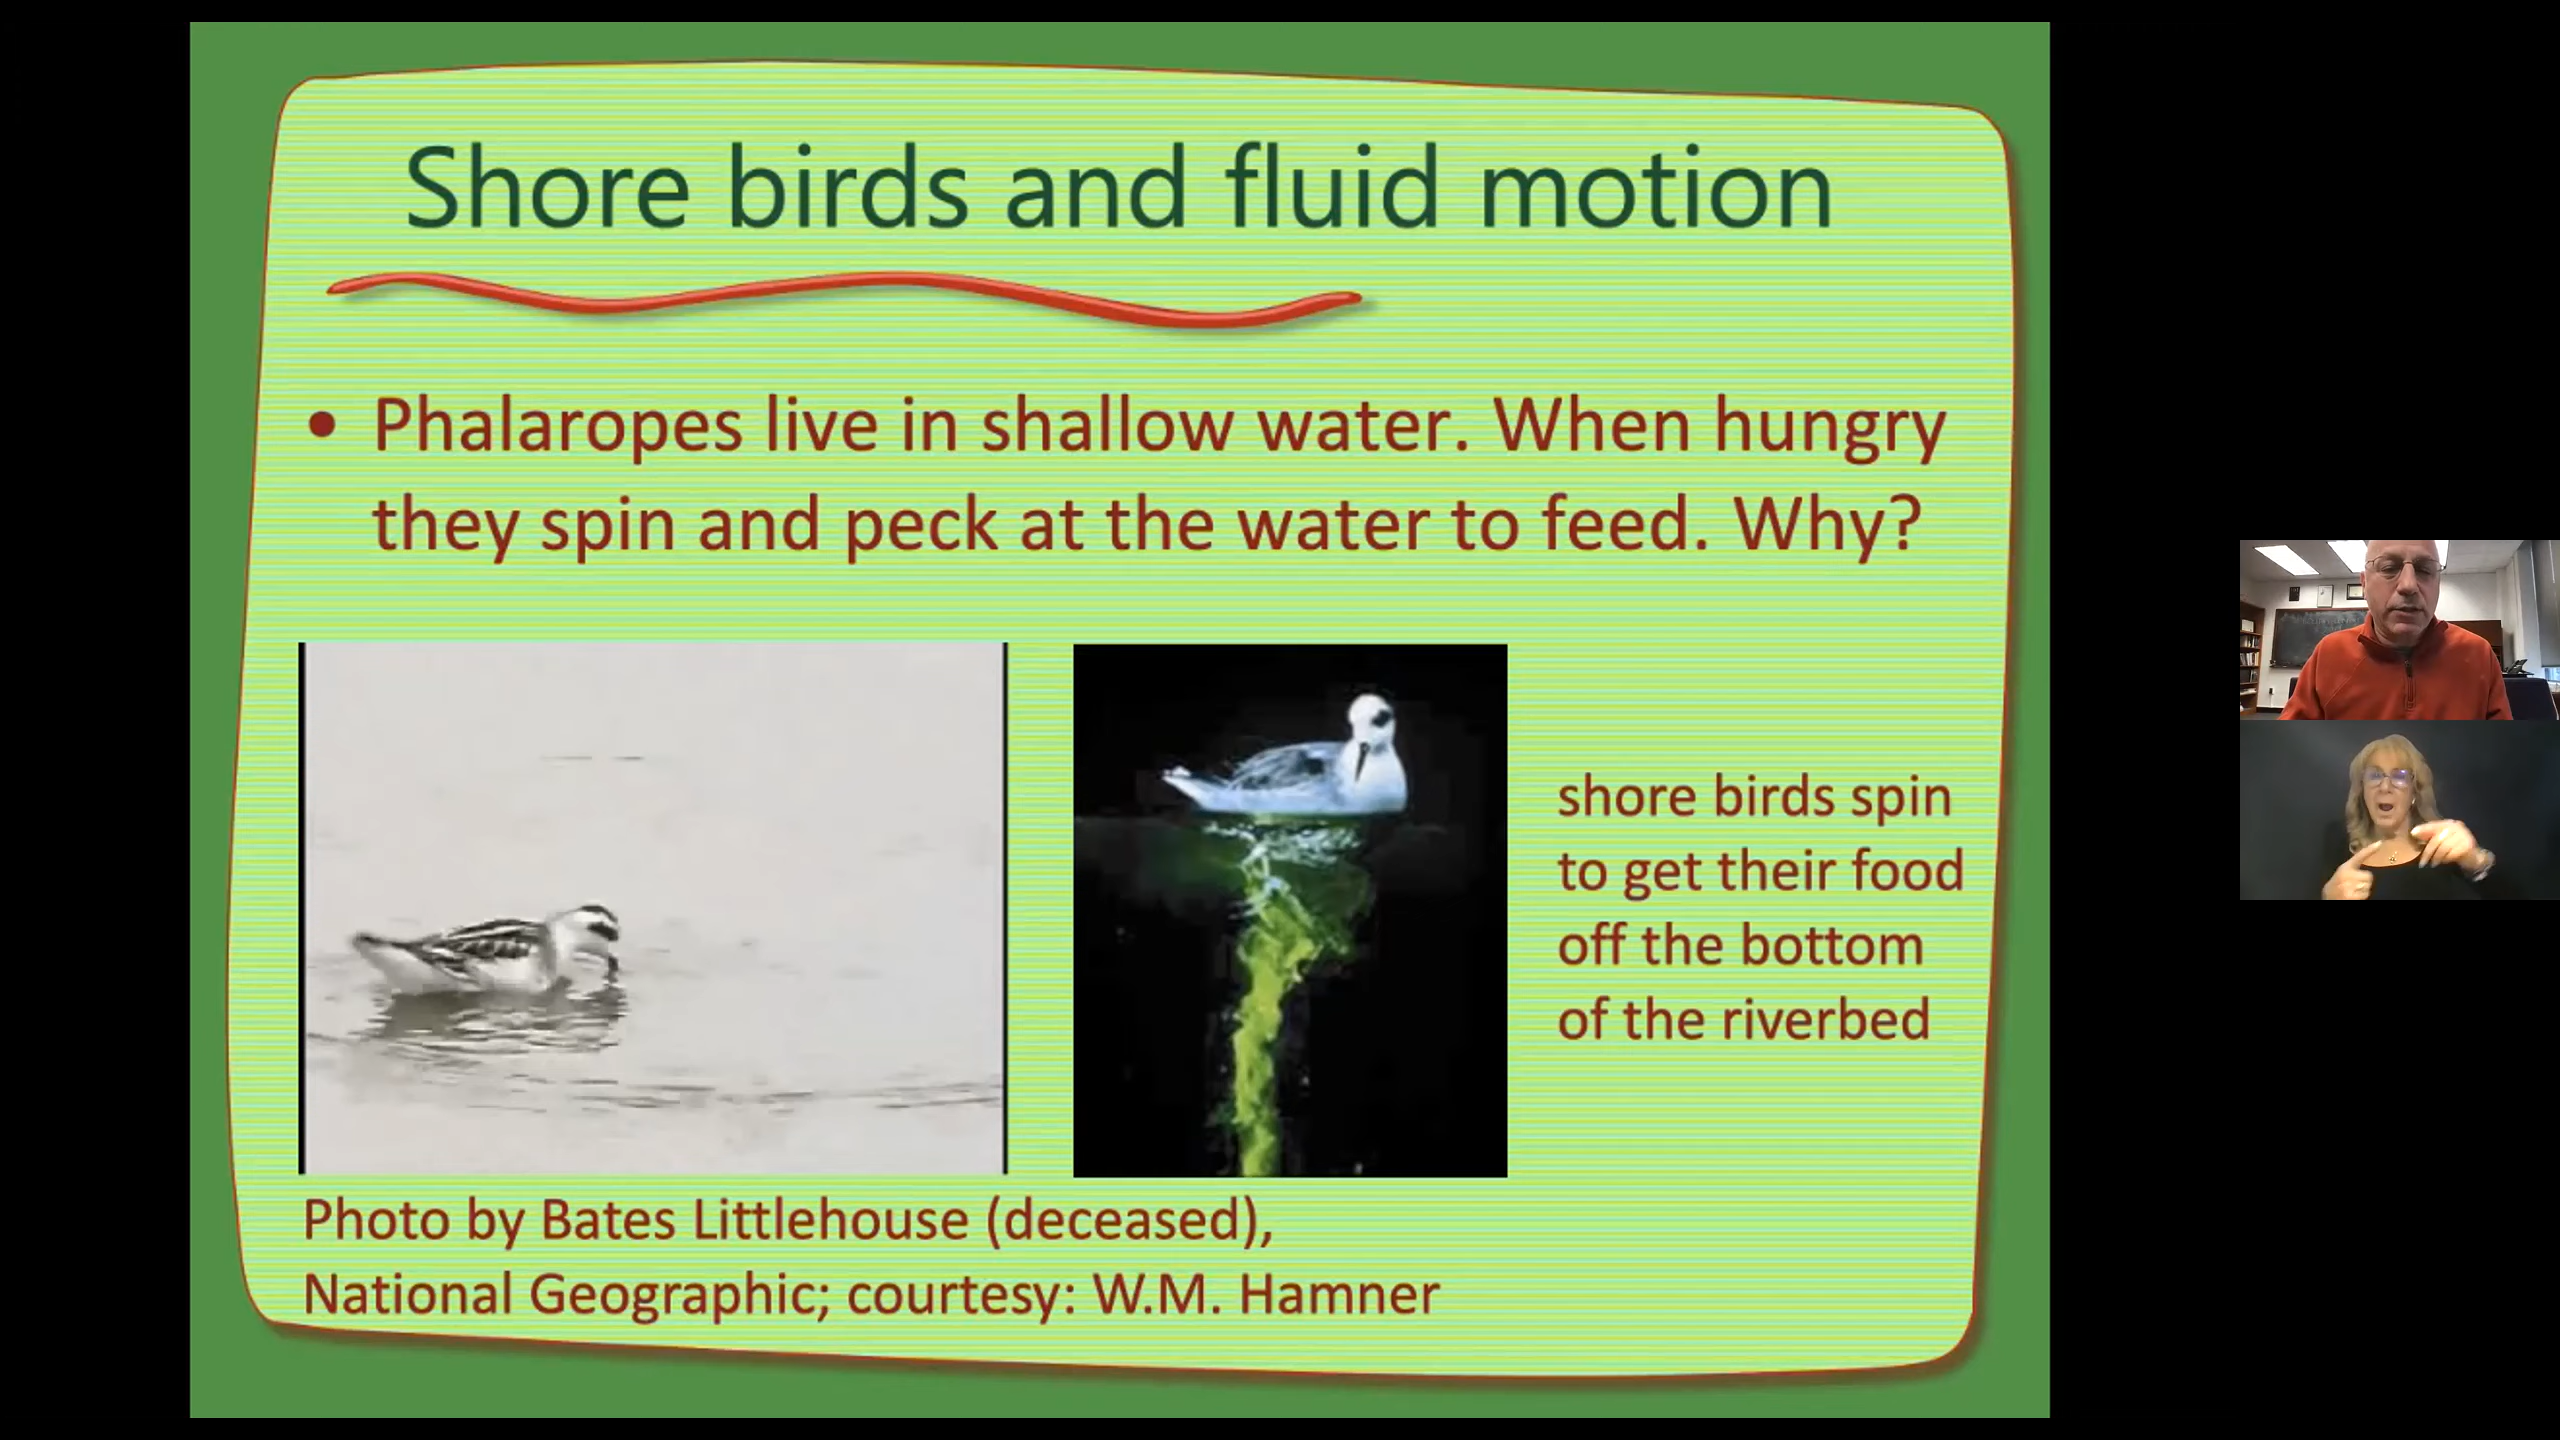 Shore birds and fluid motion
• Phalaropes live in shallow water. When hungry
they spin and peck at the water to feed. Why?
shore birds spin
to get their food
off the bottom
of the riverbed
Photo by Bates Littlehouse (deceased),
National Geographic; courtesy: W.M. Hamner